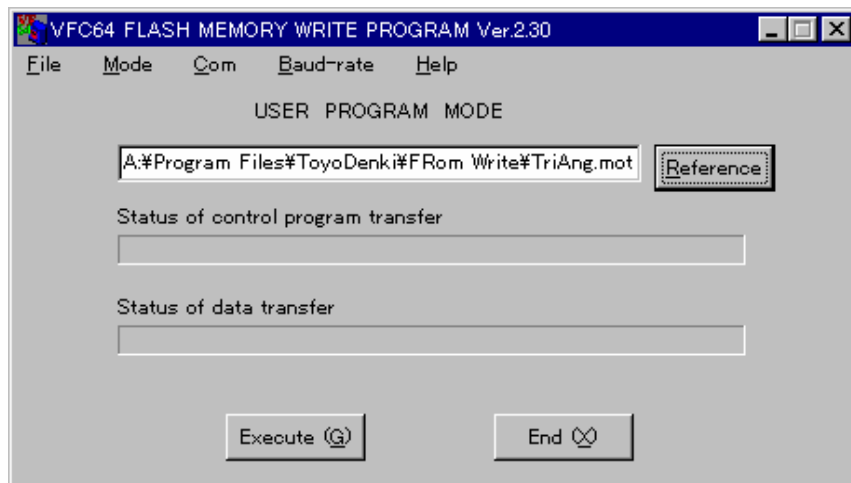 VFC64 FLASH MEMORY WRITE PROGRAM Ver.2.30
File Mode Com Baud-rate Help
USER PROGRAM MODE
A:¥Program Files¥ToyoDenki¥FRom Write¥TriAng.mot Reference
Status of control program transfer
Status of data transfer
Execute (G) End (X)